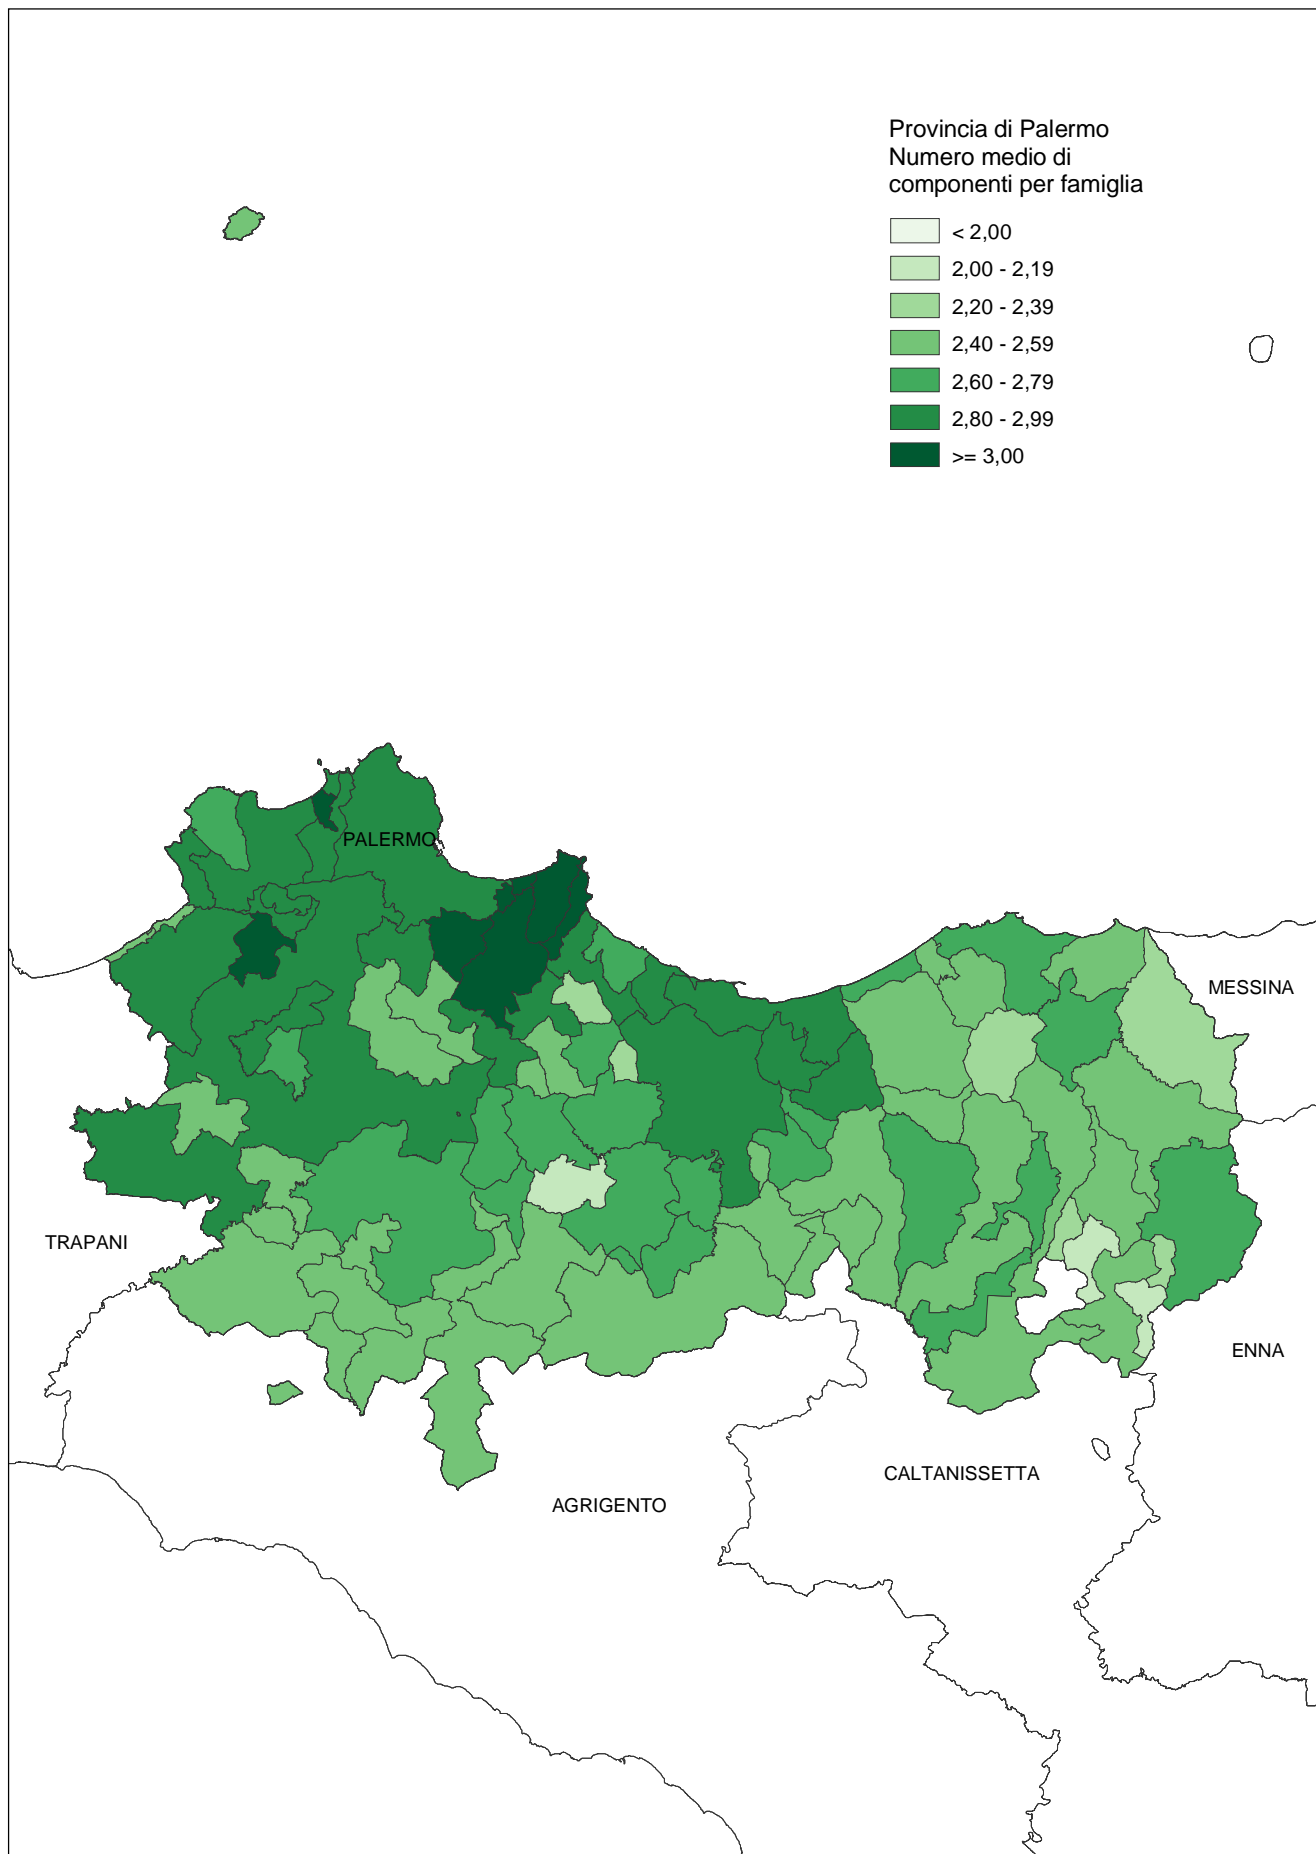 Provincia di Palermo
Numero medio di
componenti per famiglia
< 2,00
2,00 - 2,19
2,20 - 2,39
2,40 - 2,59
2,60 - 2,79
2,80 - 2,99
>= 3,00
PALERMO
MESSINA
TRAPANI
ENNA
CALTANISSETTA
AGRIGENTO